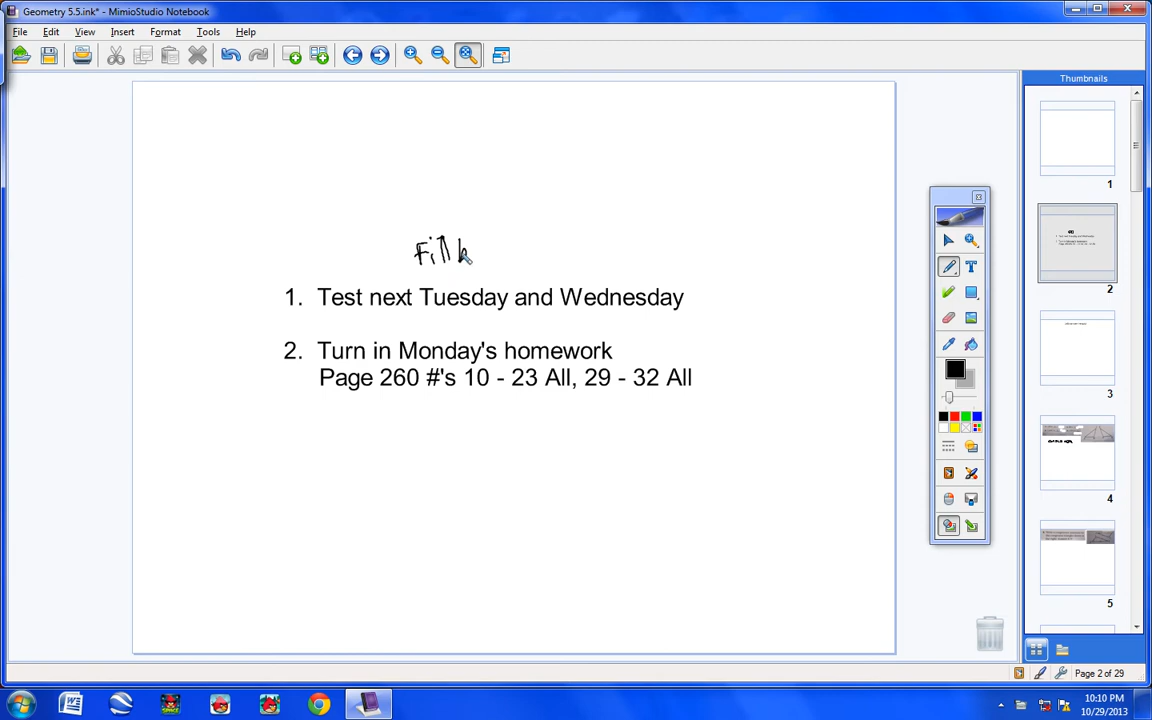 Geometry 5.5.ink* - MimioStudio Notebook
File Edit View Insert Format Tools Help
Thumbnails
1. Test next Tuesday and Wednesday
2. Turn in Monday's homework
Page 260 #'s 10 - 23 All, 29 - 32 All
1
2
3
4
5
T
Page 2 of 29
10:10 PM
10/29/2013